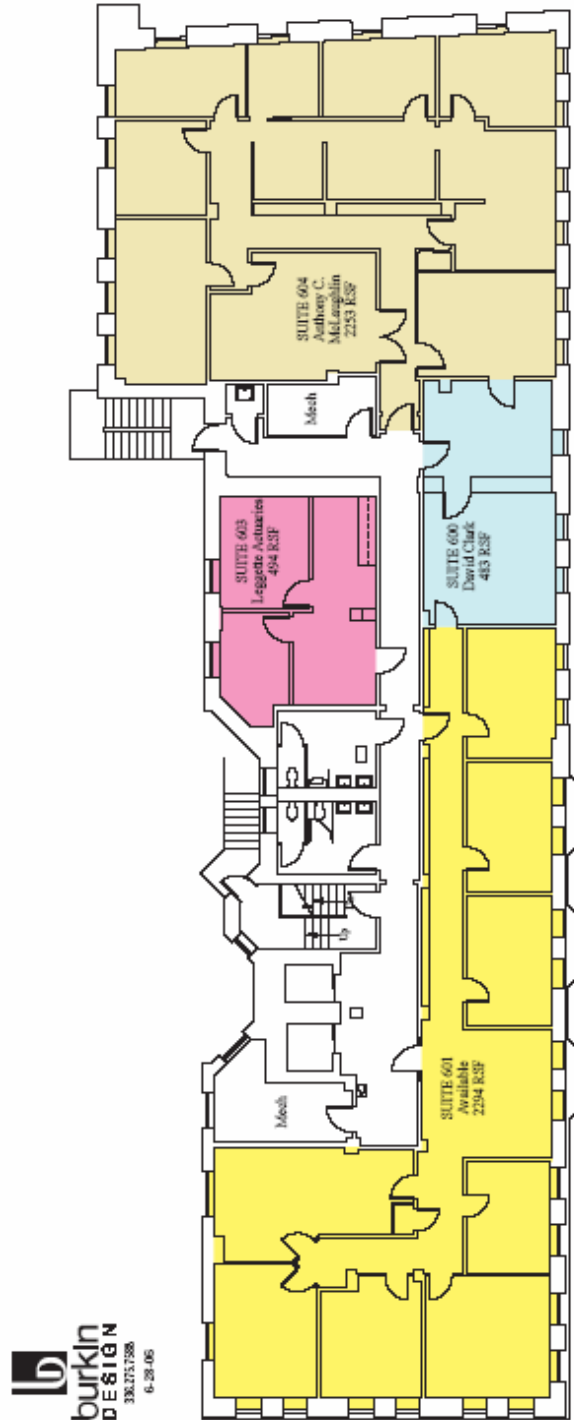 SUITE 604
Anthony C.
McLaughlin
2253 RSF
Mech
SUITE 603
Leggette Actuaries
494 RSF
SUITE 600
David Clark
483 RSF
Up
SUITE 601
Available
2294 RSF
Mech
burkin
DESIGN
336.275.7588
6-28-06